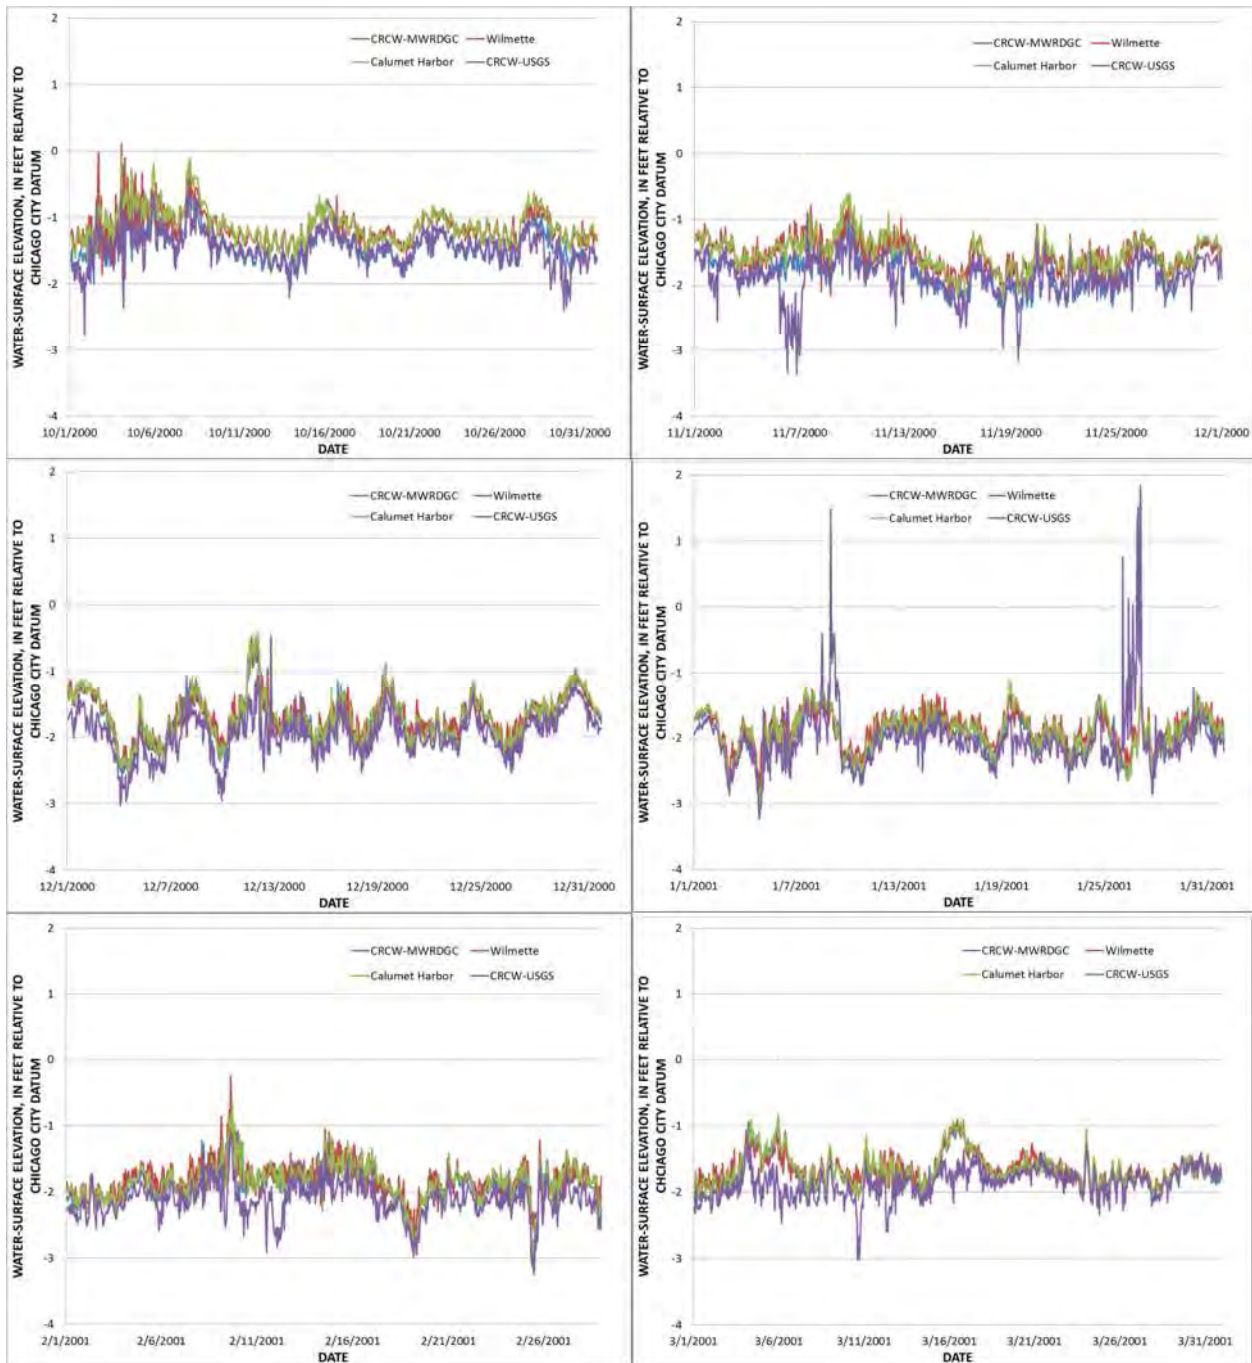 WATER-SURFACE ELEVATION, IN FEET RELATIVE TO
CHICAGO CITY DATUM
2
1
0
-1
-2
-3
-4
CRCW-MWRDGC Wilmette
Calumet Harbor CRCW-USGS
10/1/2000 10/6/2000 10/11/2000 10/16/2000 10/21/2000 10/26/2000 10/31/2000
DATE
WATER-SURFACE ELEVATION, IN FEET RELATIVE TO
CHICAGO CITY DATUM
2
1
0
-1
-2
-3
-4
CRCW-MWRDGC Wilmette
Calumet Harbor CRCW-USGS
11/1/2000 11/7/2000 11/13/2000 11/19/2000 11/25/2000 12/1/2000
DATE
WATER-SURFACE ELEVATION, IN FEET RELATIVE TO
CHICAGO CITY DATUM
2
1
0
-1
-2
-3
-4
CRCW-MWRDGC Wilmette
Calumet Harbor CRCW-USGS
12/1/2000 12/7/2000 12/13/2000 12/19/2000 12/25/2000 12/31/2000
DATE
WATER-SURFACE ELEVATION, IN FEET RELATIVE TO
CHICAGO CITY DATUM
2
1
0
-1
-2
-3
-4
CRCW-MWRDGC Wilmette
Calumet Harbor CRCW-USGS
1/1/2001 1/7/2001 1/13/2001 1/19/2001 1/25/2001 1/31/2001
DATE
WATER-SURFACE ELEVATION, IN FEET RELATIVE TO
CHICAGO CITY DATUM
2
1
0
-1
-2
-3
-4
CRCW-MWRDGC Wilmette
Calumet Harbor CRCW-USGS
2/1/2001 2/6/2001 2/11/2001 2/16/2001 2/21/2001 2/26/2001
DATE
WATER-SURFACE ELEVATION, IN FEET RELATIVE TO
CHCIAGO CITY DATUM
2
1
0
-1
-2
-3
-4
CRCW-MWRDGC Wilmette
Calumet Harbor CRCW-USGS
3/1/2001 3/6/2001 3/11/2001 3/16/2001 3/21/2001 3/26/2001 3/31/2001
DATE